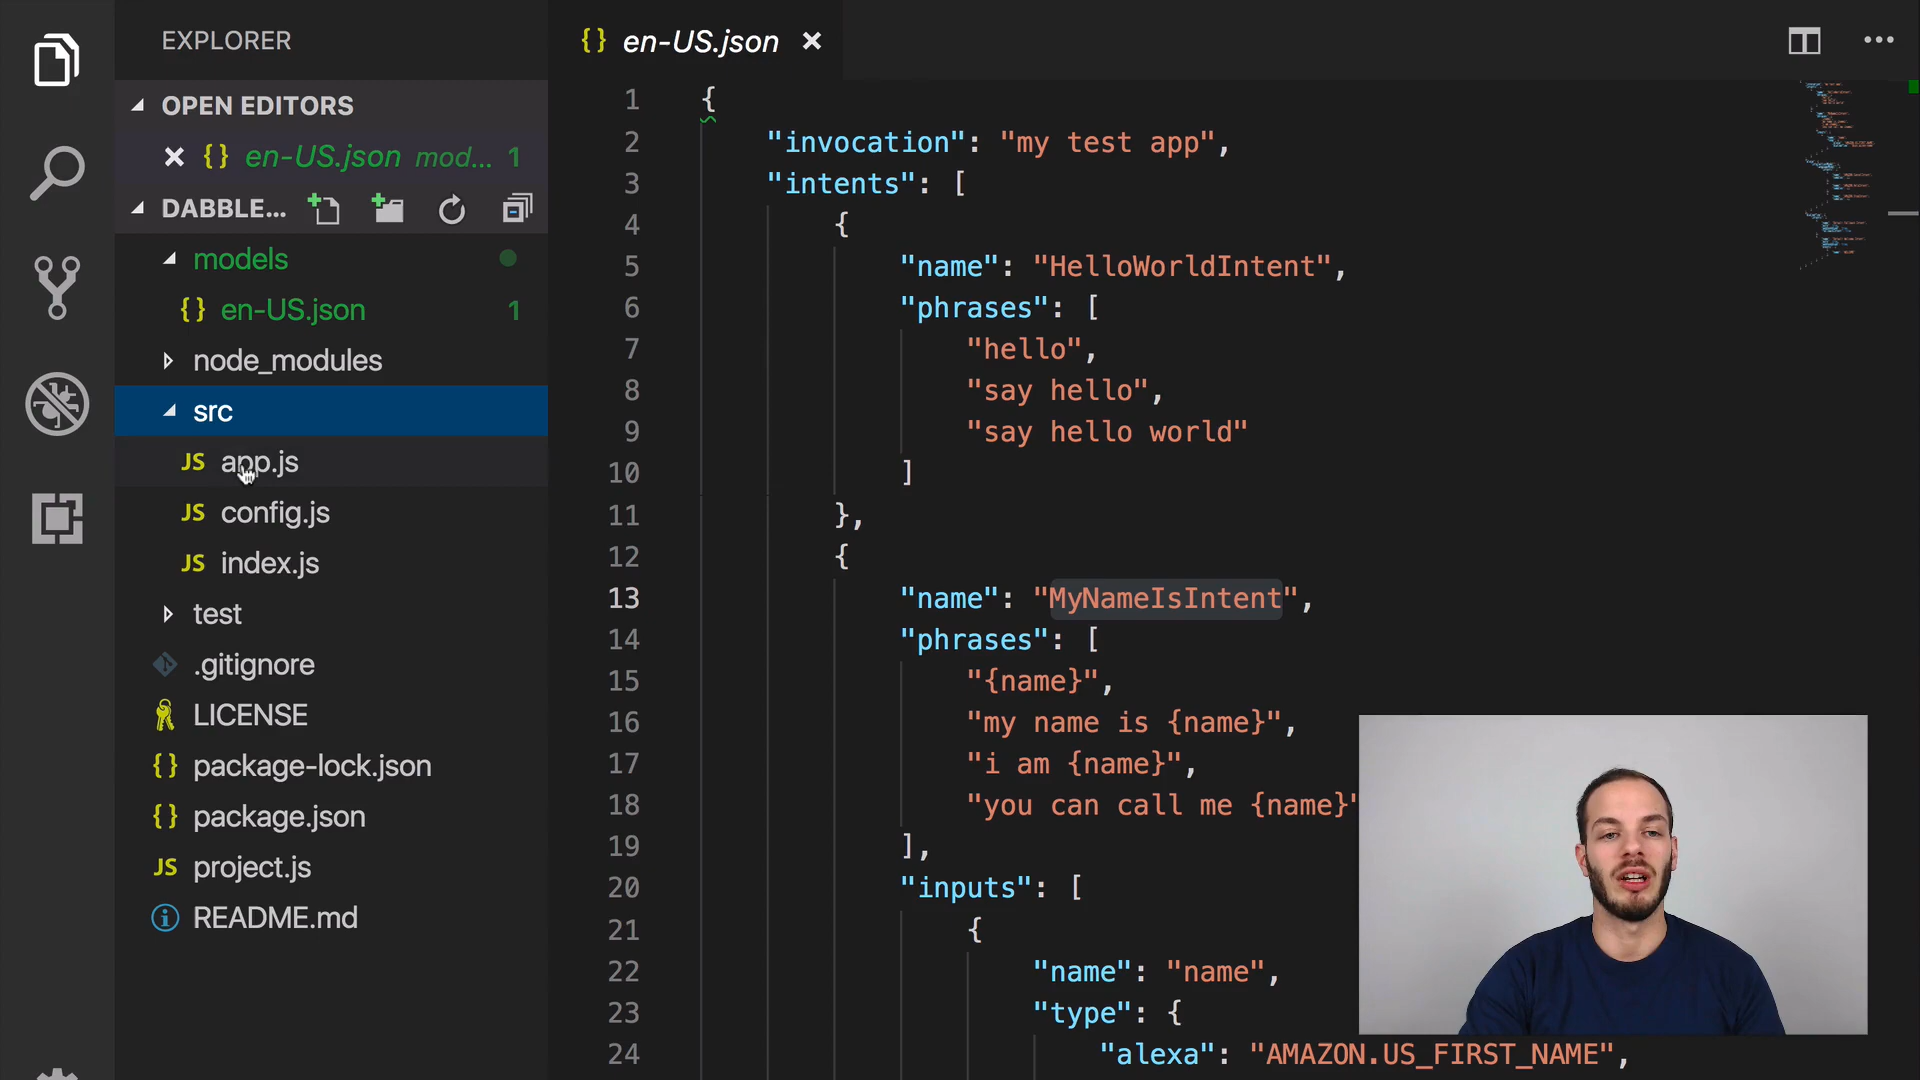 EXPLORER
OPEN EDITORS
{} en-US.json mod... 1
DABBLE...
models
{} en-US.json 1
node_modules
src
JS app.js
JS config.js
JS index.js
test
.gitignore
LICENSE
{} package-lock.json
{} package.json
JS project.js
README.md
{} en-US.json
1 {
2 "invocation": "my test app",
3 "intents": [
4 {
5 "name": "HelloWorldIntent",
6 "phrases": [
7 "hello",
8 "say hello",
9 "say hello world"
10 ]
11 },
12 {
13 "name": "MyNameIsIntent",
14 "phrases": [
15 "{name}",
16 "my name is {name}",
17 "i am {name}",
18 "you can call me {name}"
19 ],
20 "inputs": [
21 {
22 "name": "name",
23 "type": {
24 "alexa": "AMAZON.US_FIRST_NAME",